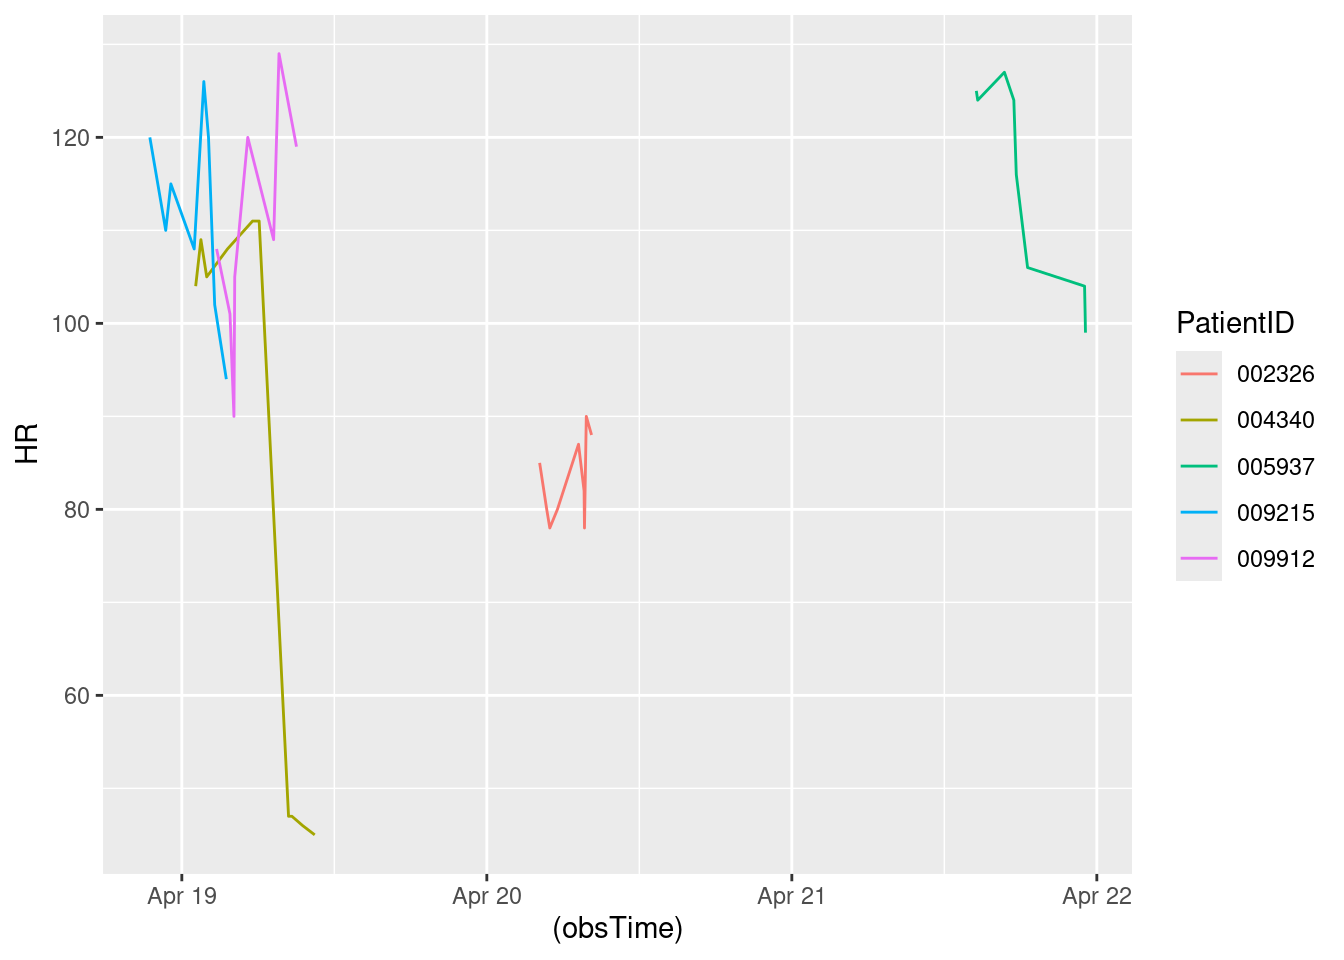 HR
120
100
80
60
Apr 19
Apr 20
Apr 21
Apr 22
(obsTime)
PatientID
002326
004340
005937
009215
009912